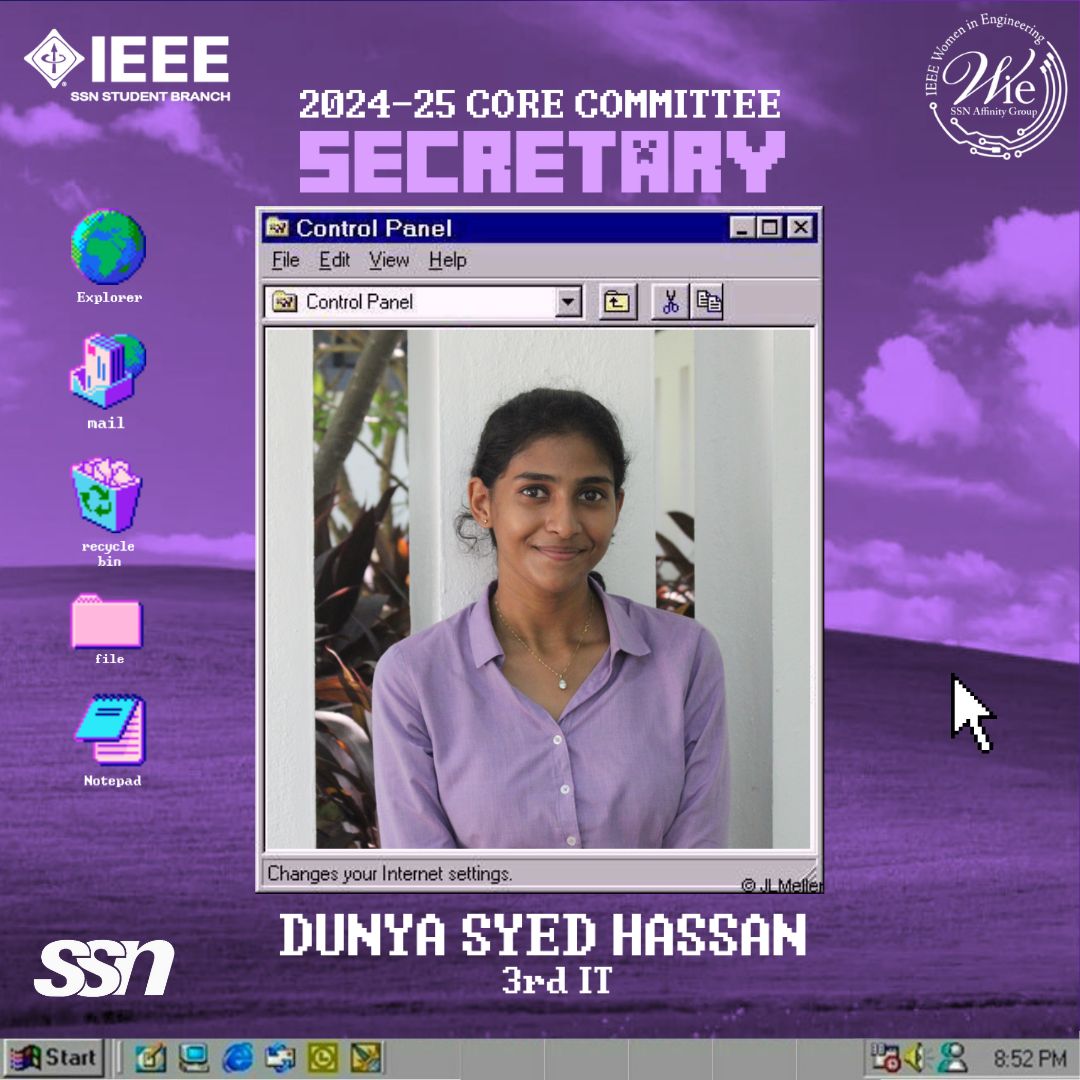 IEEE
SSN STUDENT BRANCH
IEEE Women in Engineering
WiE
SSN Affinity Group
2024-25 CORE COMMITTEE
SECRETARY
Explorer
mail
recycle
bin
file
Notepad
Control Panel
File Edit View Help
Control Panel
Changes your Internet settings.
© JLMeller
DUNYA SYED HASSAN
3rd IT
ssn
Start
8:52 PM